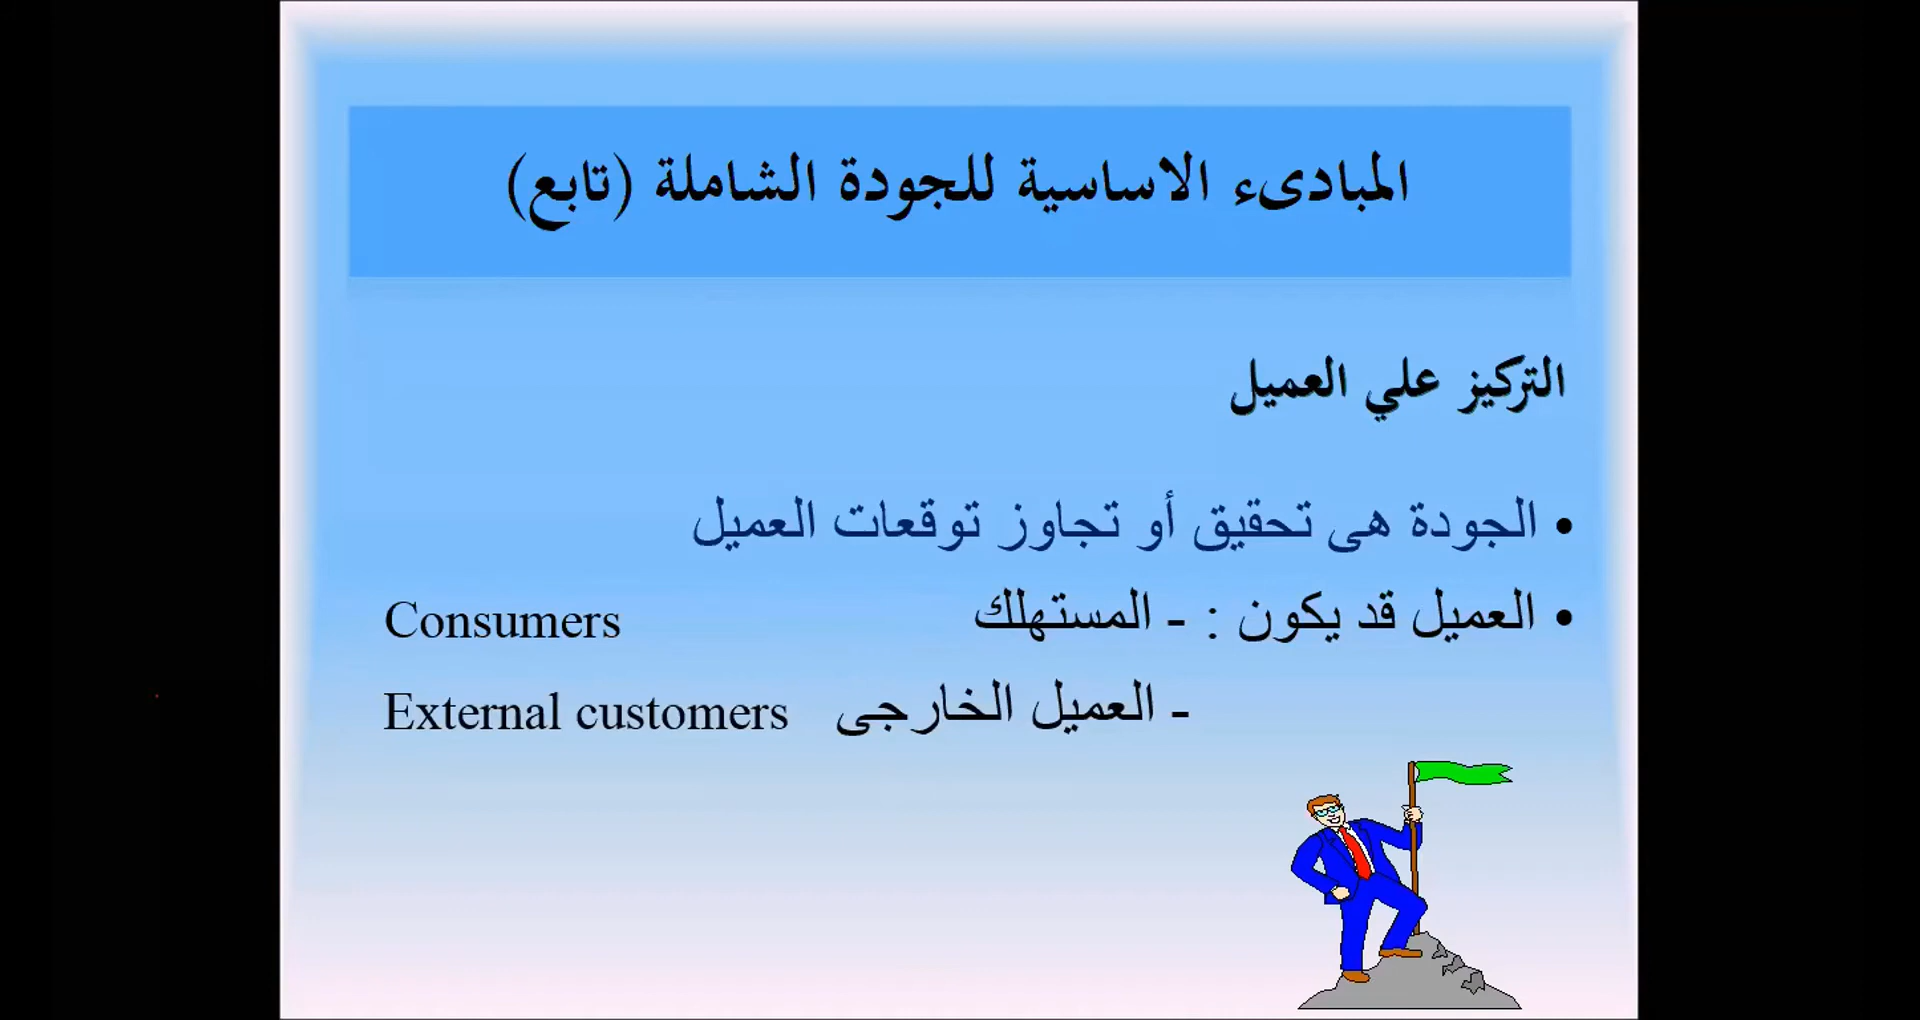 المبادىء الاساسية للجودة الشاملة (تابع)
التركيز علي العميل
• الجودة هى تحقيق أو تجاوز توقعات العميل
• العميل قد يكون : - المستهلك Consumers
- العميل الخارجى External customers